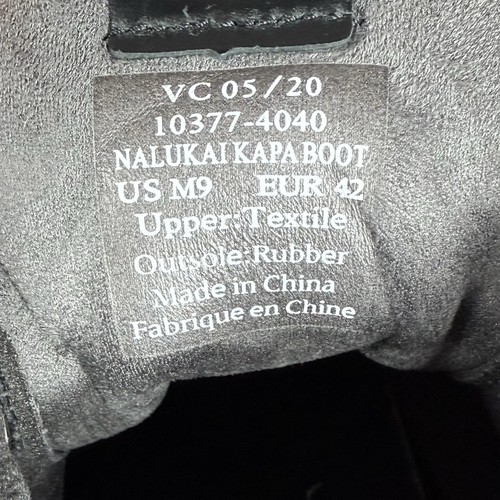 VC 05/20
10377-4040
NALUKAI KAPA BOOT
US M9 EUR 42
Upper:Textile
Outsole:Rubber
Made in China
Fabrique en Chine